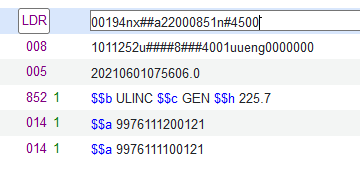 LDR 00194nx##a22000851n#4500
008 1011252u####8###4001uueng0000000
005 20210601075606.0
852 1 $$b ULINC $$c GEN $$h 225.7
014 1 $$a 9976111200121
014 1 $$a 9976111100121